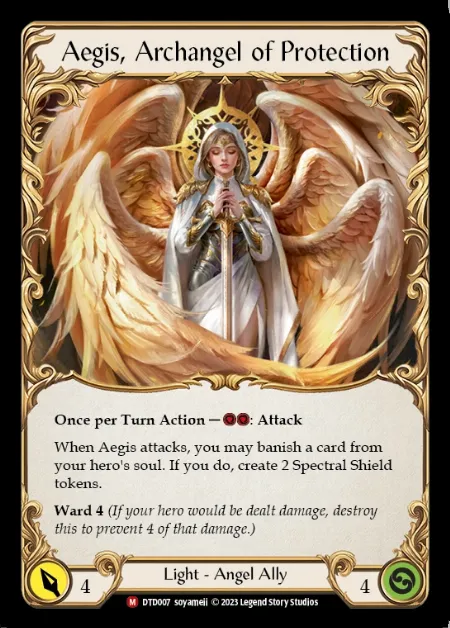 Aegis, Archangel of Protection
Once per Turn Action — : Attack
When Aegis attacks, you may banish a card from
your hero's soul. If you do, create 2 Spectral Shield
tokens.
Ward 4 (If your hero would be dealt damage, destroy
this to prevent 4 of that damage.)
4
Light - Angel Ally
4
M DTD007 soyameii © 2023 Legend Story Studios